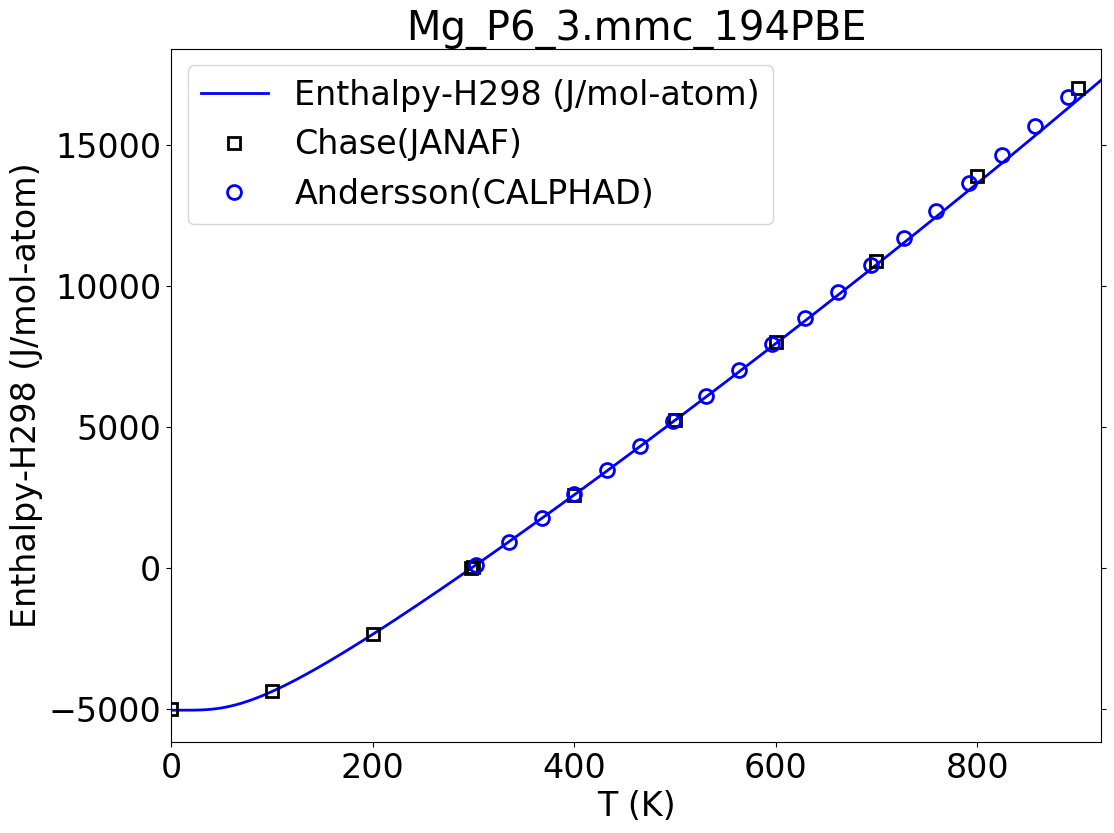 Mg_P6_3.mmc_194PBE
Enthalpy-H298 (J/mol-atom)
Chase(JANAF)
Andersson(CALPHAD)
Enthalpy-H298 (J/mol-atom)
15000
10000
5000
0
−5000
0 200 400 600 800
T (K)